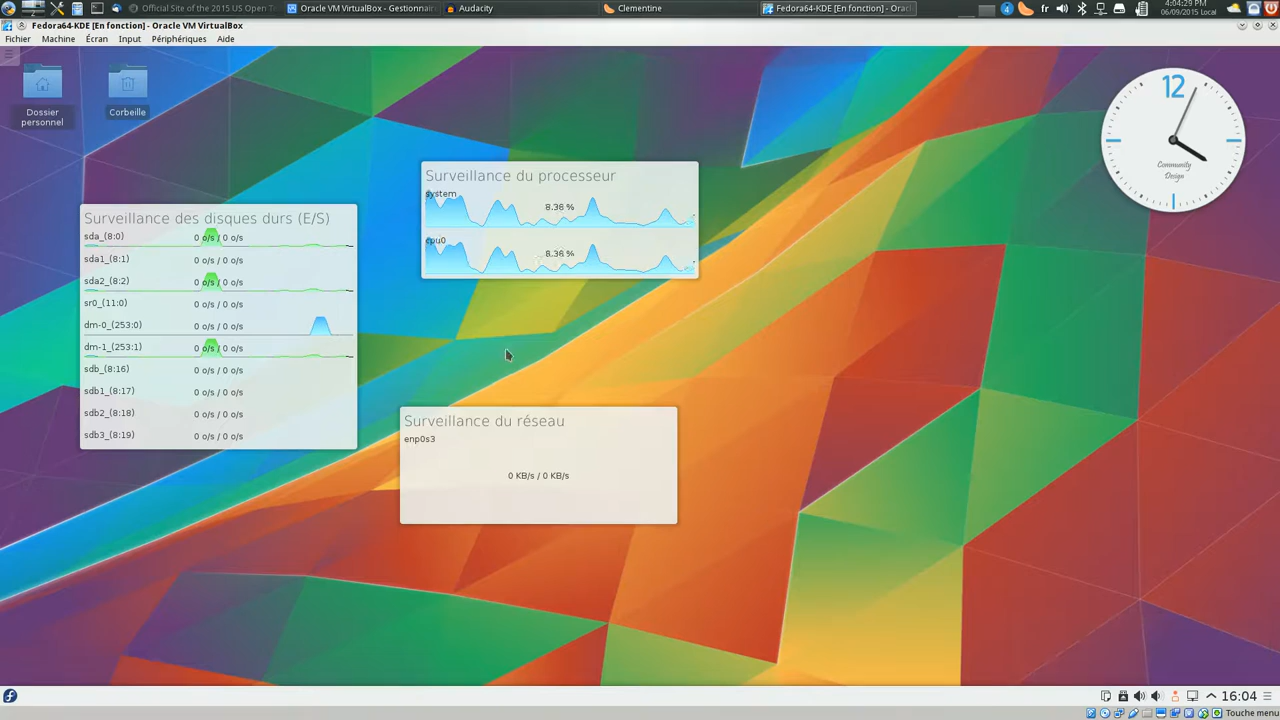 Official Site of the 2015 US Open T
Oracle VM VirtualBox - Gestionnai
Audacity
Clementine
Fedora64-KDE [En fonction] - Oracl
4
fr
4:04:29 PM
06/09/2015 Local
Fedora64-KDE [En fonction] - Oracle VM VirtualBox
Fichier Machine Écran Input Périphériques Aide
Dossier
personnel
Corbeille
12
Community
Design
Surveillance du processeur
system
8.38 %
cpu0
8.38 %
Surveillance des disques durs (E/S)
sda_(8:0) 0 o/s / 0 o/s
sda1_(8:1) 0 o/s / 0 o/s
sda2_(8:2) 0 o/s / 0 o/s
sr0_(11:0) 0 o/s / 0 o/s
dm-0_(253:0) 0 o/s / 0 o/s
dm-1_(253:1) 0 o/s / 0 o/s
sdb_(8:16) 0 o/s / 0 o/s
sdb1_(8:17) 0 o/s / 0 o/s
sdb2_(8:18) 0 o/s / 0 o/s
sdb3_(8:19) 0 o/s / 0 o/s
Surveillance du réseau
enp0s3
0 KB/s / 0 KB/s
16:04
Touche menu